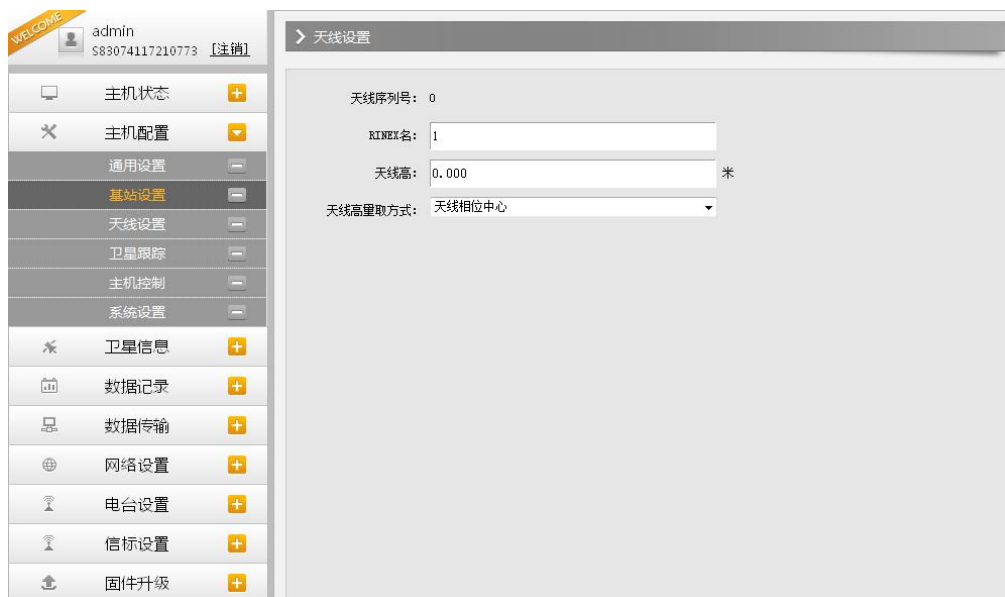 WELCOME
admin
S83074117210773 [注销]
主机状态
主机配置
通用设置
基站设置
天线设置
卫星跟踪
主机控制
系统设置
卫星信息
数据记录
数据传输
网络设置
电台设置
信标设置
固件升级
天线设置
天线序列号: 0
RINEX名: 1
天线高: 0.000 米
天线高量取方式: 天线相位中心